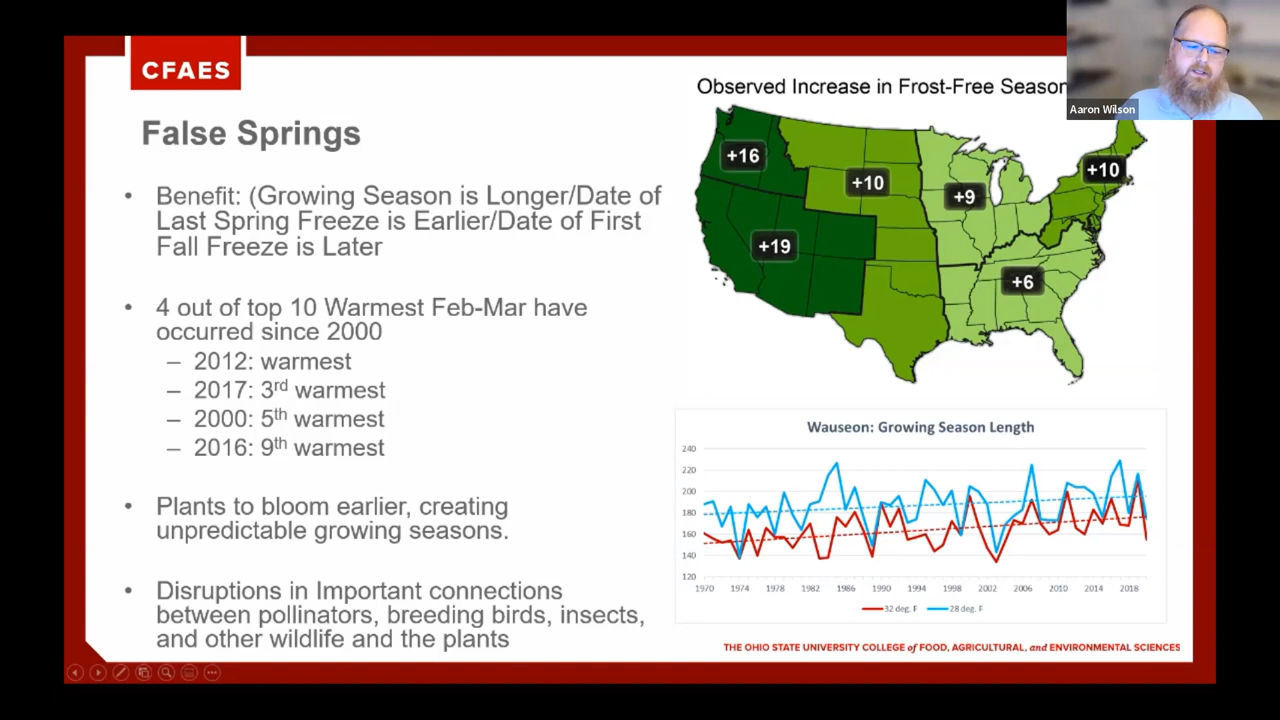 CFAES
False Springs
• Benefit: (Growing Season is Longer/Date of
Last Spring Freeze is Earlier/Date of First
Fall Freeze is Later
• 4 out of top 10 Warmest Feb-Mar have
occurred since 2000
– 2012: warmest
– 2017: 3rd warmest
– 2000: 5th warmest
– 2016: 9th warmest
• Plants to bloom earlier, creating
unpredictable growing seasons.
• Disruptions in Important connections
between pollinators, breeding birds, insects,
and other wildlife and the plants
Observed Increase in Frost-Free Season
+16
+10
+9
+10
+19
+6
Aaron Wilson
Wauseon: Growing Season Length
240
220
200
180
160
140
120
1970 1974 1978 1982 1986 1990 1994 1998 2002 2006 2010 2014 2018
32 deg. F 28 deg. F
THE OHIO STATE UNIVERSITY COLLEGE of FOOD, AGRICULTURAL, and ENVIRONMENTAL SCIENCES